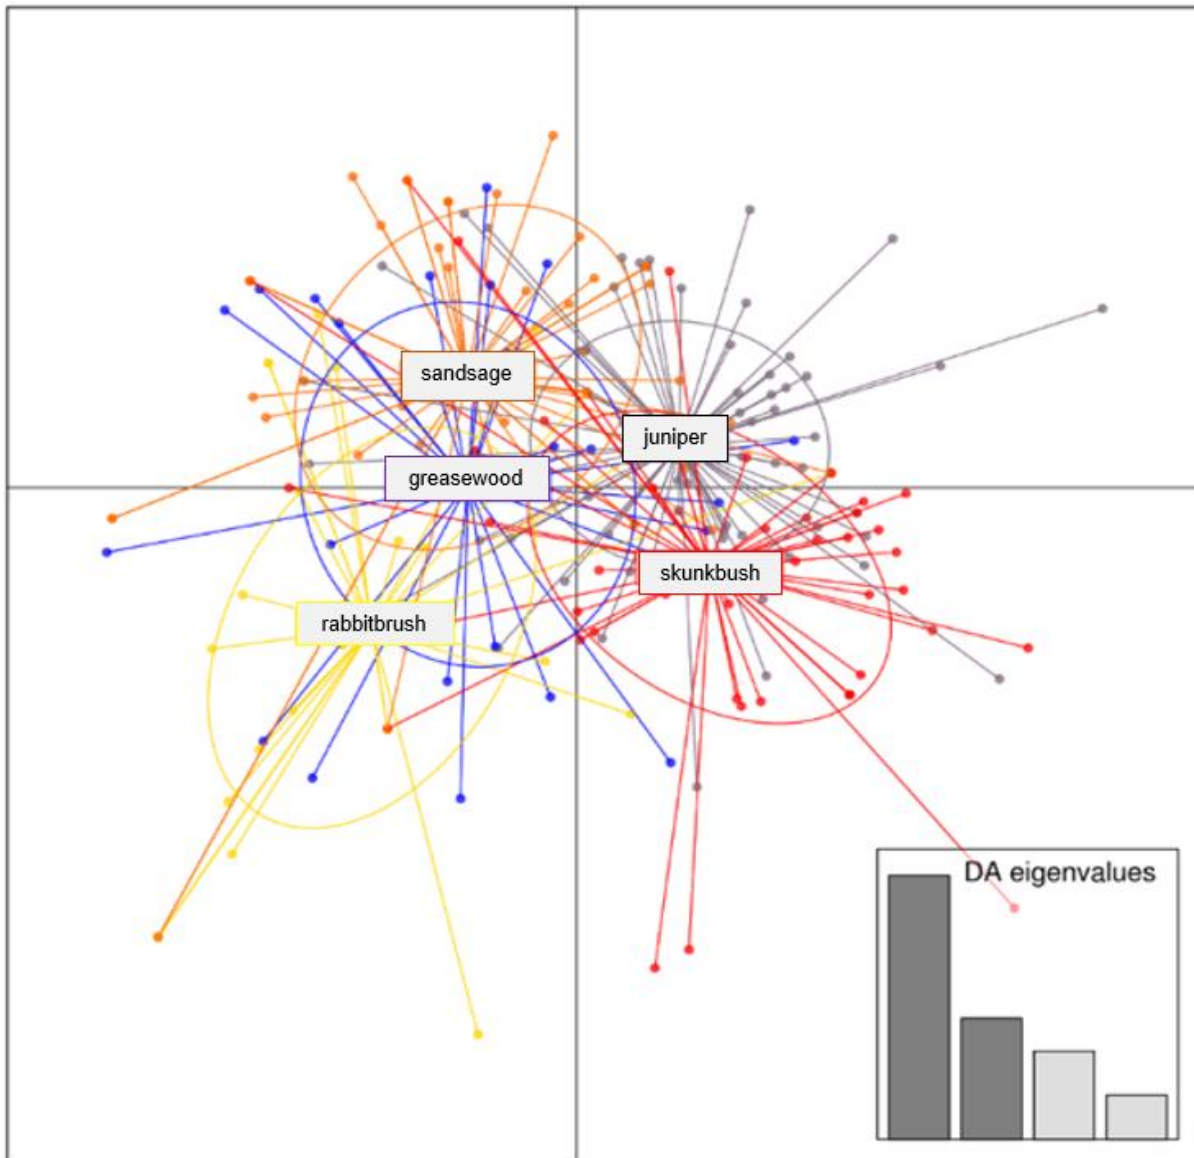 sandsage
juniper
greasewood
skunkbush
rabbitbrush
DA eigenvalues